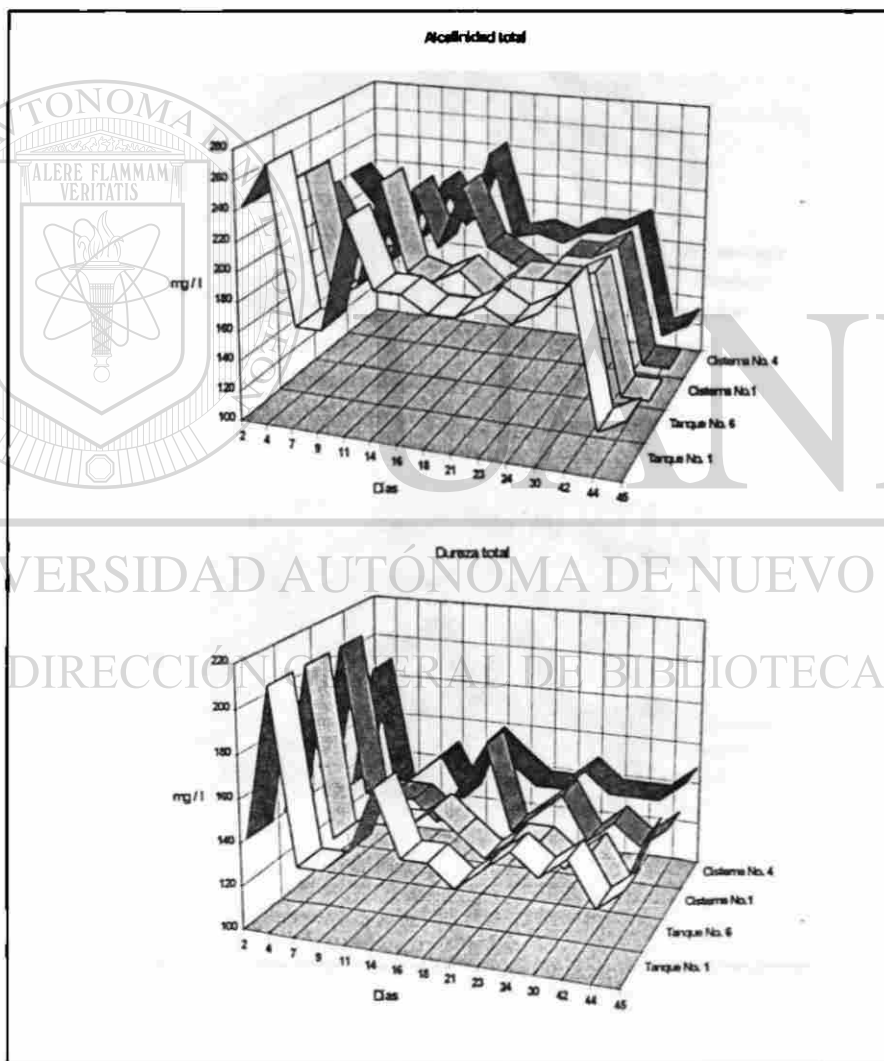 Alcalinidad total
280
260
240
220
200
180
160
140
120
100
mg / l
2 4 7 9 11 14 16 18 21 23 24 30 42 44 45
Días
Cisterna No. 4
Cisterna No.1
Tanque No. 6
Tanque No. 1
ALERE FLAMMAM
VERITATIS
UAN
Dureza total
VERSIDAD AUTÓNOMA DE NUEVO
DIRECCIÓN GENERAL DE BIBLIOTECA
220
200
180
160
140
120
100
mg / l
2 4 7 9 11 14 16 18 21 23 24 30 42 44 45
Días
Cisterna No. 4
Cisterna No.1
Tanque No. 6
Tanque No. 1